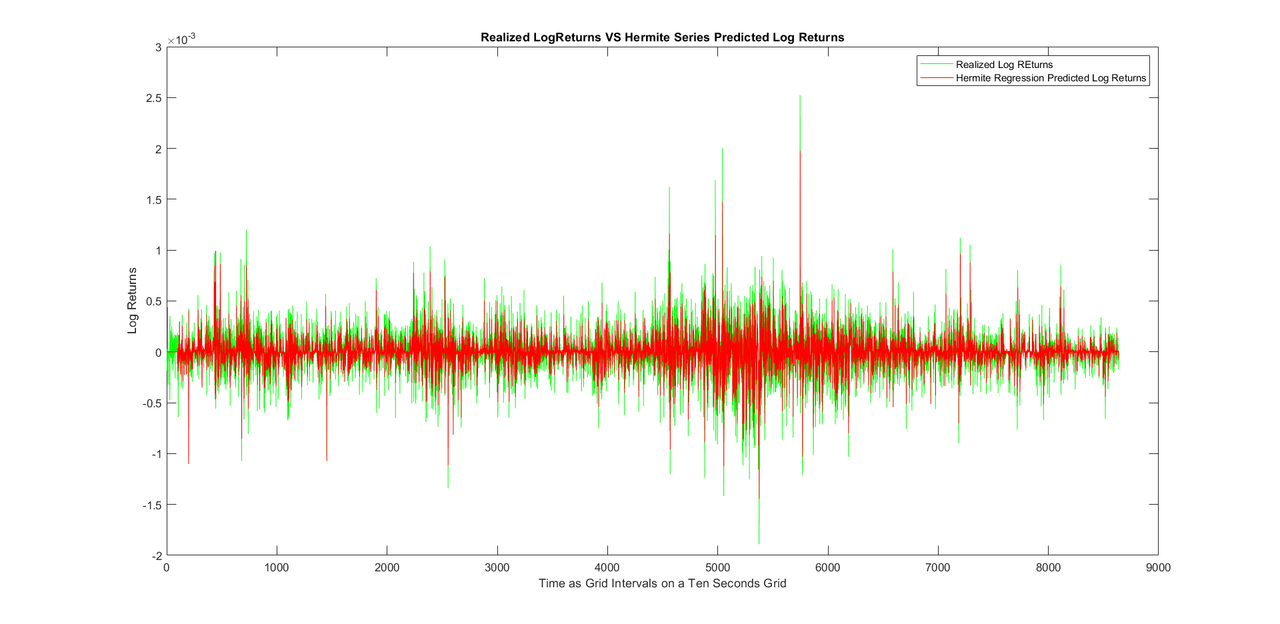 Realized LogReturns VS Hermite Series Predicted Log Returns
×10⁻³
Realized Log REturns
Hermite Regression Predicted Log Returns
3
2.5
2
1.5
1
0.5
0
-0.5
-1
-1.5
-2
Log Returns
0 1000 2000 3000 4000 5000 6000 7000 8000 9000
Time as Grid Intervals on a Ten Seconds Grid